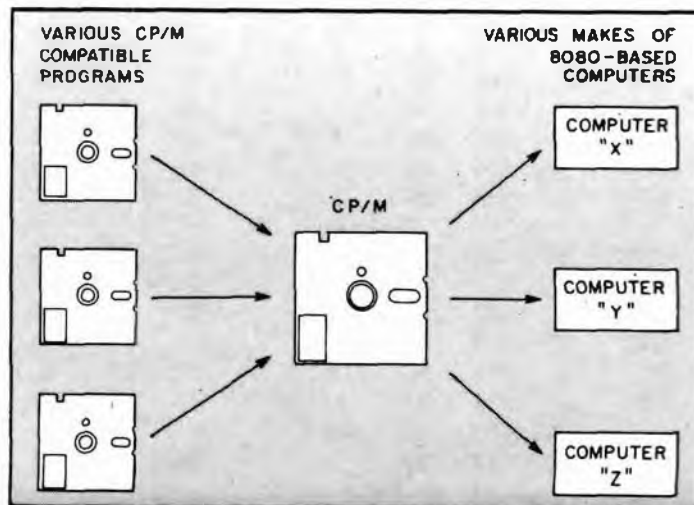 VARIOUS CP/M
COMPATIBLE
PROGRAMS
VARIOUS MAKES OF
8080-BASED
COMPUTERS
CP/M
COMPUTER
"X"
COMPUTER
"Y"
COMPUTER
"Z"